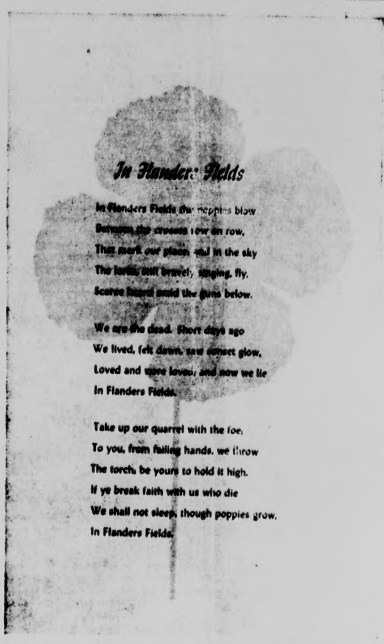 In Flanders Fields
In Flanders Fields the poppies blow
Between the crosses row on row,
That mark our place, and in the sky
The larks, still bravely singing, fly,
Scarce heard amid the guns below.
We are the dead. Short days ago
We lived, felt dawn, saw sunset glow,
Loved and were loved, and now we lie
In Flanders Fields.
Take up our quarrel with the foe;
To you, from failing hands, we throw
The torch, be yours to hold it high.
If ye break faith with us who die
We shall not sleep, though poppies grow,
In Flanders Fields.